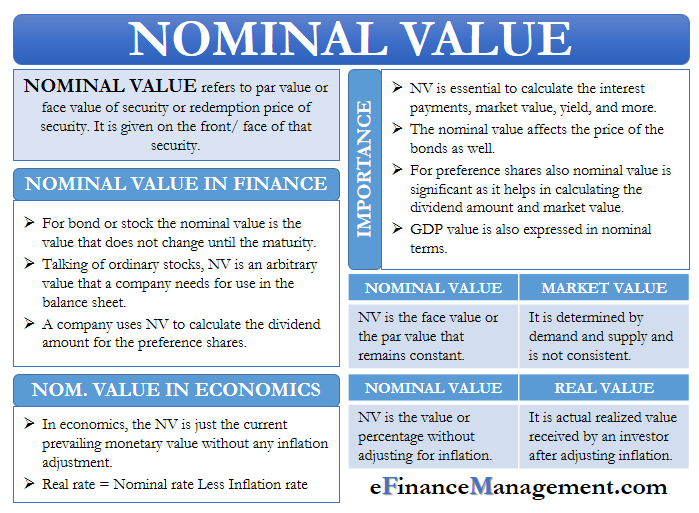 NOMINAL VALUE
NOMINAL VALUE refers to par value or
face value of security or redemption price of
security. It is given on the front/ face of that
security.
NOMINAL VALUE IN FINANCE
➢ For bond or stock the nominal value is the
value that does not change until the maturity.
➢ Talking of ordinary stocks, NV is an arbitrary
value that a company needs for use in the
balance sheet.
➢ A company uses NV to calculate the dividend
amount for the preference shares.
NOM. VALUE IN ECONOMICS
➢ In economics, the NV is just the current
prevailing monetary value without any inflation
adjustment.
➢ Real rate = Nominal rate Less Inflation rate
IMPORTANCE
➢ NV is essential to calculate the interest
payments, market value, yield, and more.
➢ The nominal value affects the price of the
bonds as well.
➢ For preference shares also nominal value is
significant as it helps in calculating the
dividend amount and market value.
➢ GDP value is also expressed in nominal
terms.
NOMINAL VALUE
MARKET VALUE
NV is the face value or
the par value that
remains constant.
It is determined by
demand and supply and
is not consistent.
NOMINAL VALUE
REAL VALUE
NV is the value or
percentage without
adjusting for inflation.
It is actual realized value
received by an investor
after adjusting inflation.
eFinanceManagement.com